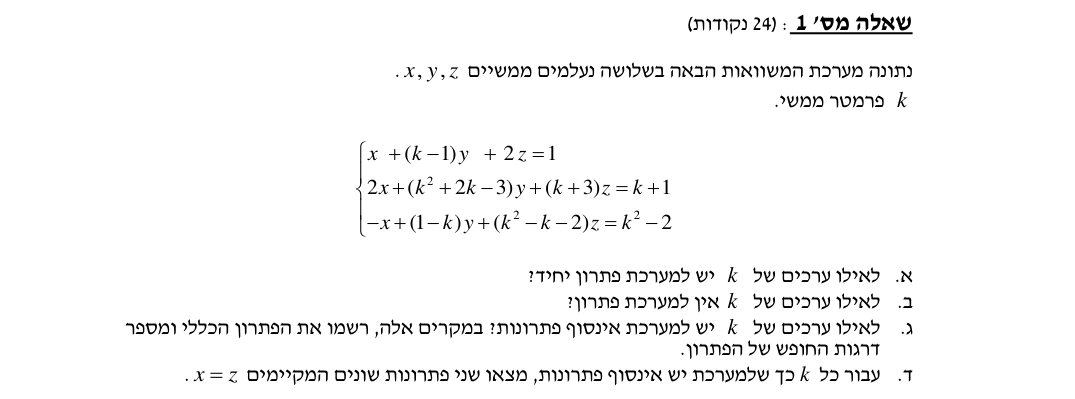 שאלה מס' 1 : (24 נקודות)
נתונה מערכת המשוואות הבאה בשלושה נעלמים ממשיים x, y, z .
k פרמטר ממשי.
x + (k − 1)y + 2z = 1
2x + (k² + 2k − 3)y + (k + 3)z = k + 1
−x + (1 − k)y + (k² − k − 2)z = k² − 2
א. לאילו ערכים של k יש למערכת פתרון יחיד?
ב. לאילו ערכים של k אין למערכת פתרון?
ג. לאילו ערכים של k יש למערכת אינסוף פתרונות? במקרים אלה, רשמו את הפתרון הכללי ומספר
דרגות החופש של הפתרון.
ד. עבור כל k כך שלמערכת יש אינסוף פתרונות, מצאו שני פתרונות שונים המקיימים x = z .